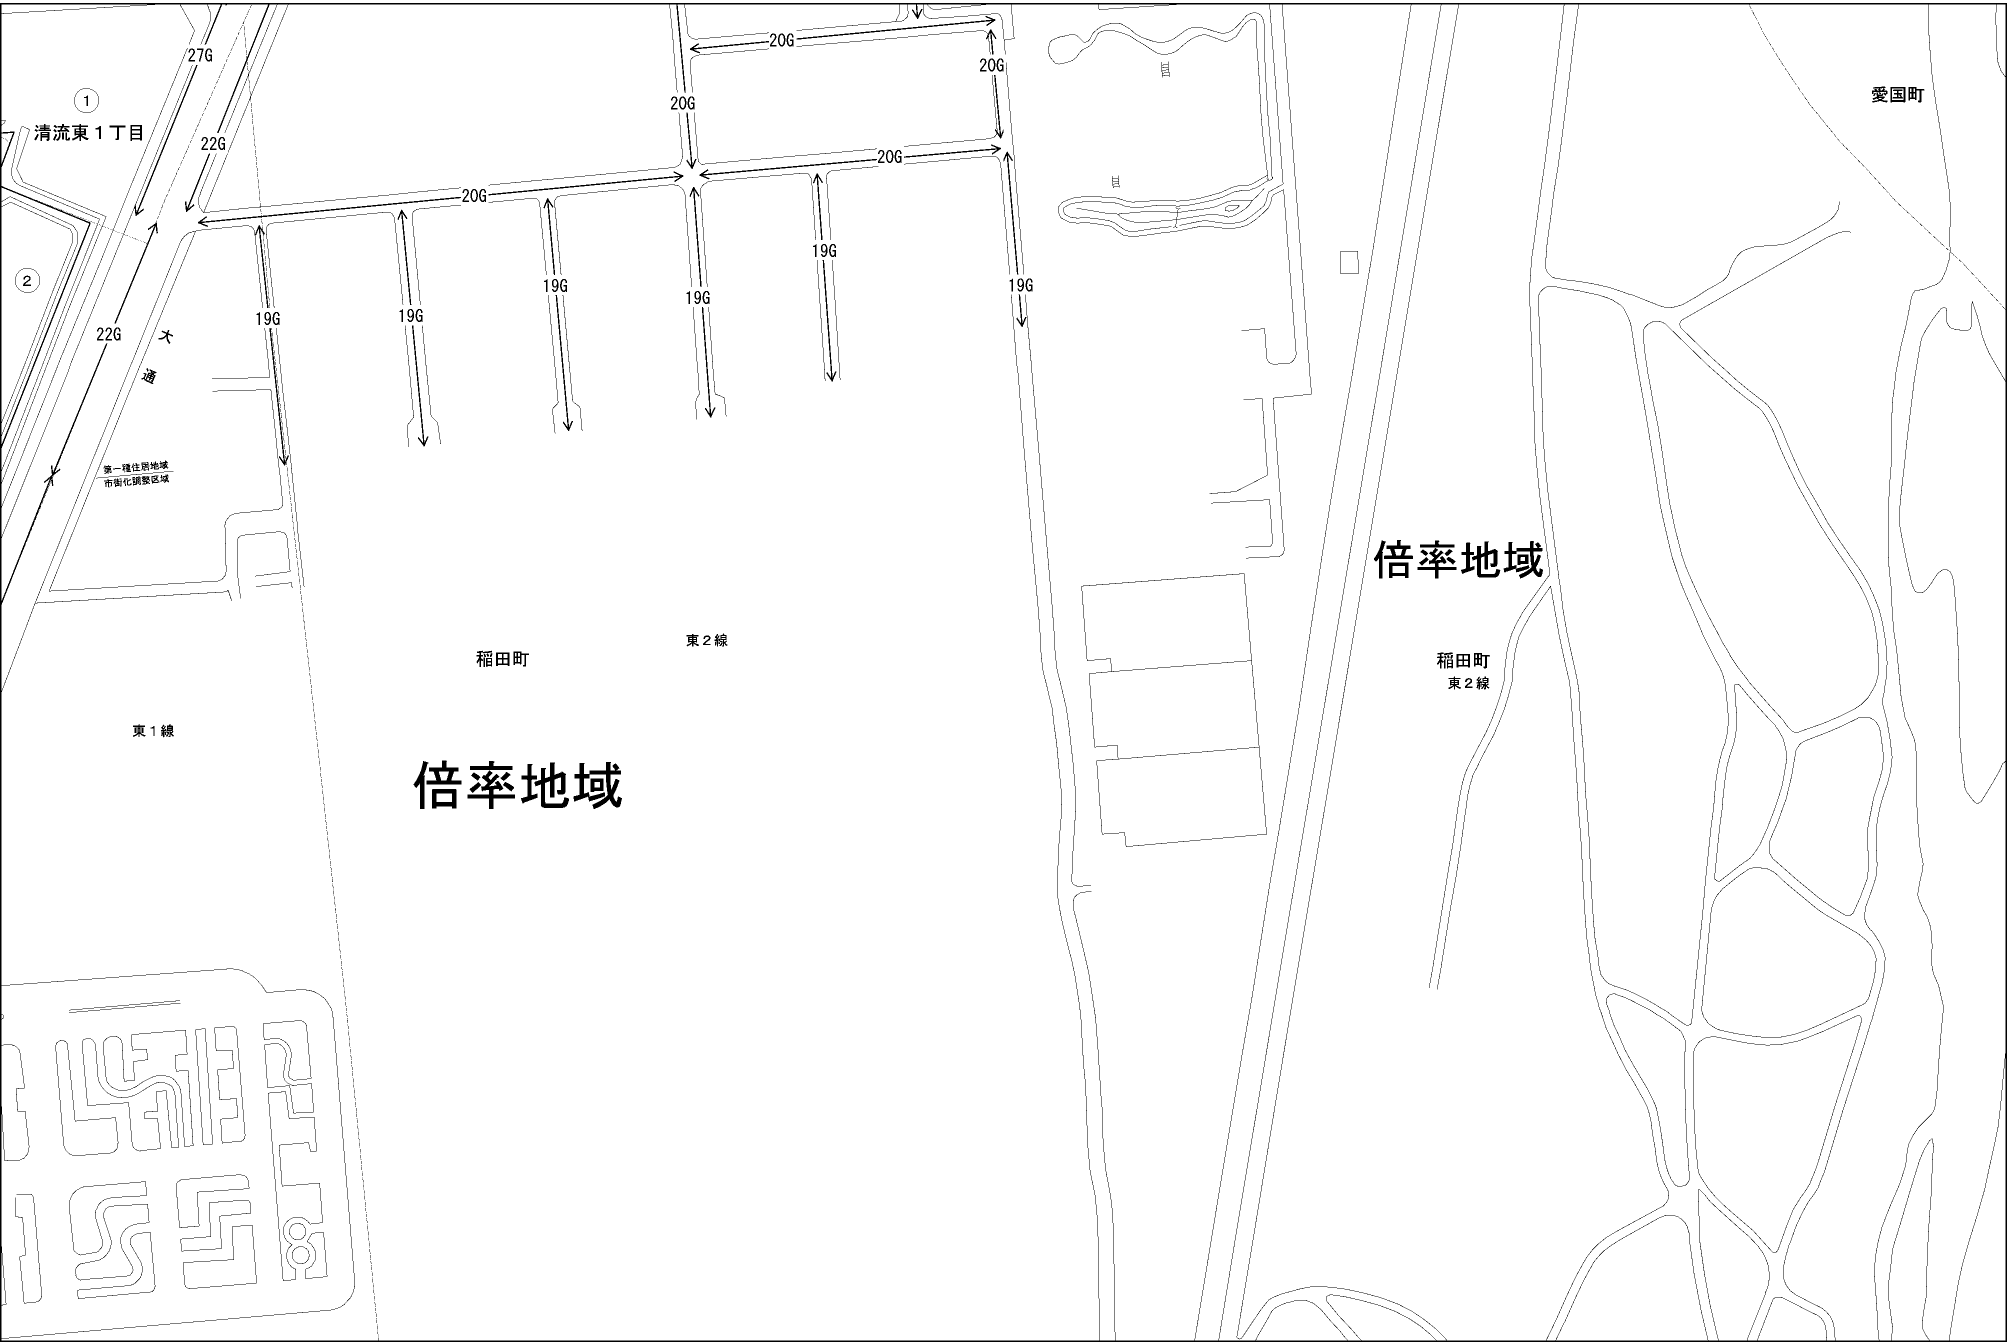 20G
27G
20G
愛国町
①
20G
清流東１丁目
22G
20G
20G
19G
②
19G
19G
19G
19G
19G
22G
大
通
第一種住居地域
市街化調整区域
倍率地域
東２線
稲田町
稲田町
東２線
東１線
倍率地域